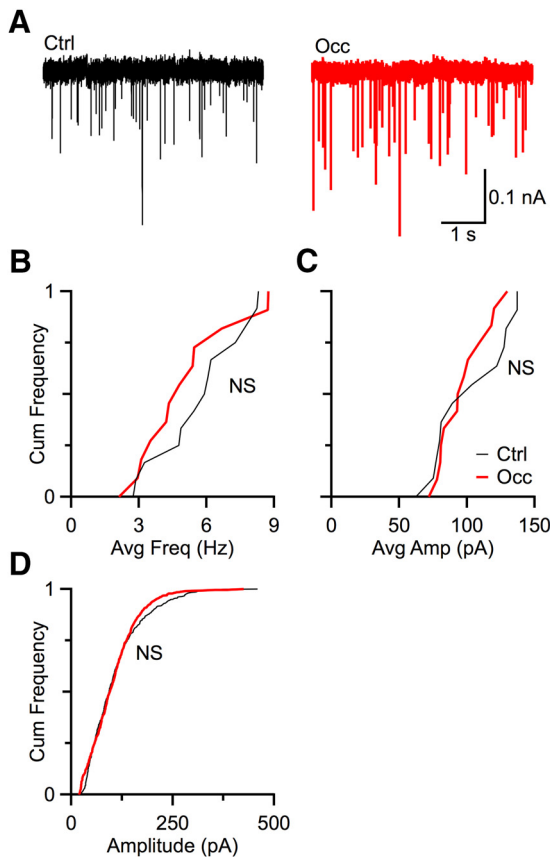 A
Ctrl
Occ
0.1 nA
1 s
B
C
1
Cum Frequency
NS
NS
Ctrl
Occ
0
0 3 6 9
0 50 100 150
Avg Freq (Hz)
Avg Amp (pA)
D
1
Cum Frequency
NS
0
0 250 500
Amplitude (pA)